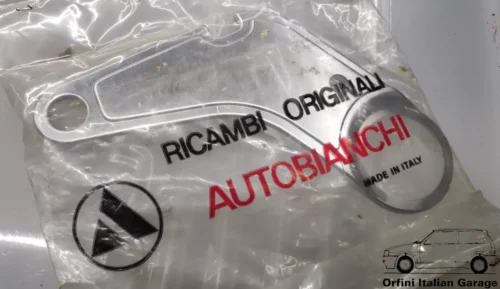 RICAMBI ORIGINALI
AUTOBIANCHI
MADE IN ITALY
Orfini Italian Garage